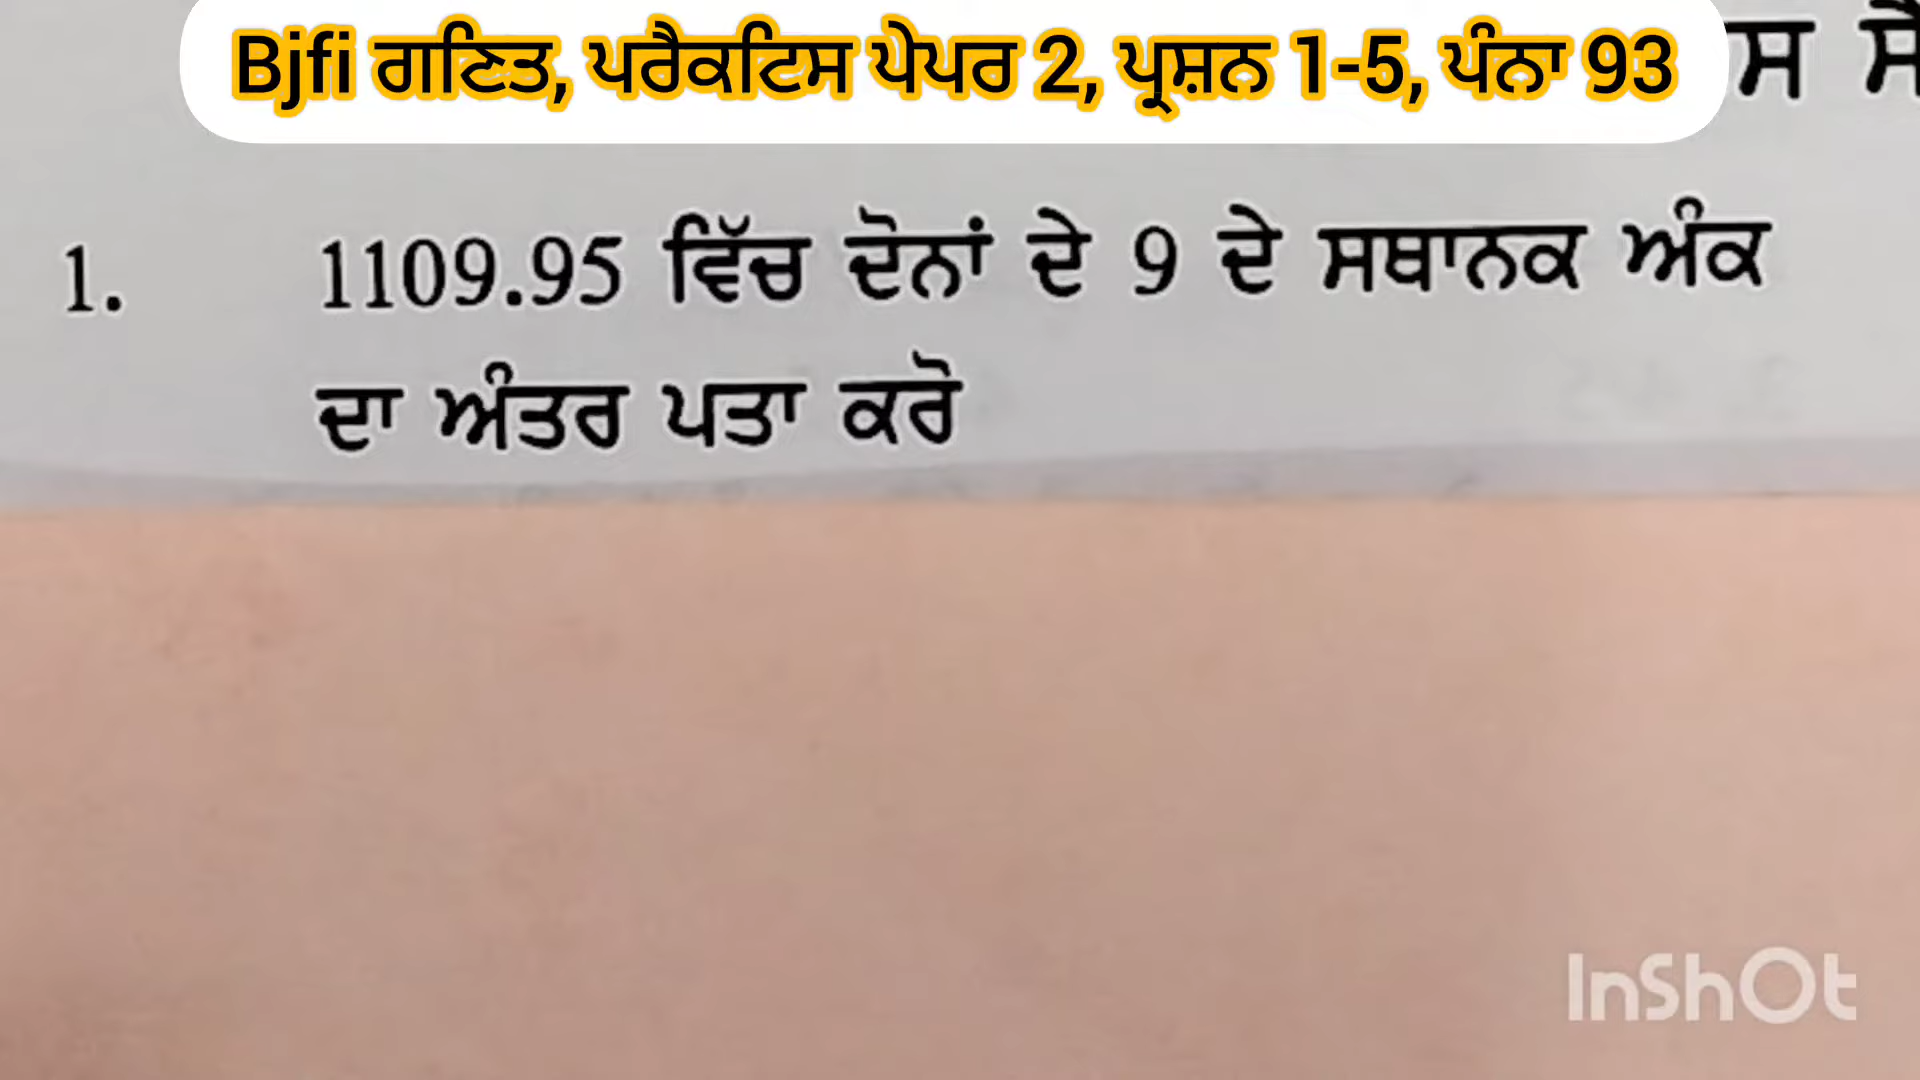 Bjfi ਗਣਿਤ, ਪਰੈਕਟਿਸ ਪੇਪਰ 2, ਪ੍ਰਸ਼ਨ 1-5, ਪੰਨਾ 93
1. 1109.95 ਵਿੱਚ ਦੋਨਾਂ ਦੇ 9 ਦੇ ਸਥਾਨਕ ਅੰਕ
ਦਾ ਅੰਤਰ ਪਤਾ ਕਰੋ
InShOt